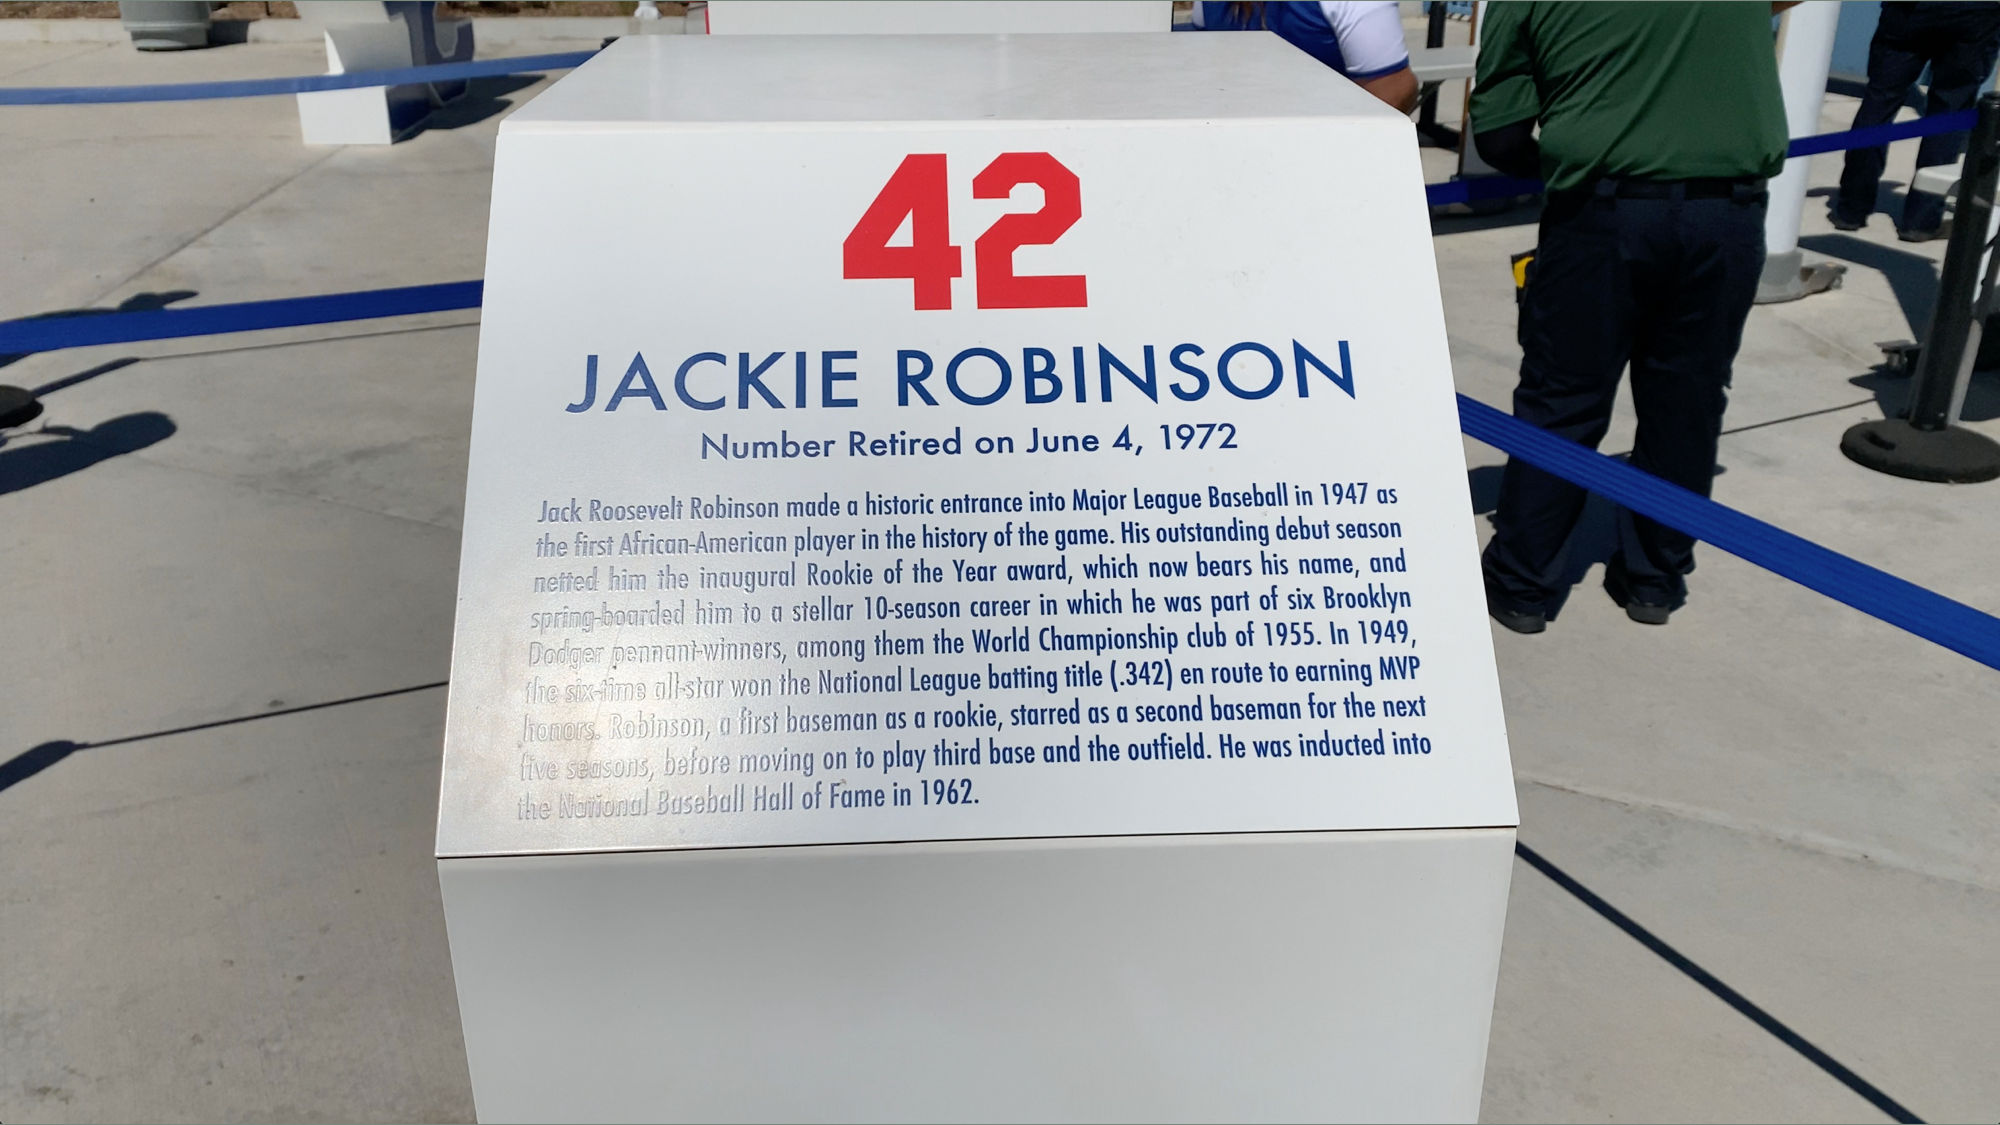 42
JACKIE ROBINSON
Number Retired on June 4, 1972
Jack Roosevelt Robinson made a historic entrance into Major League Baseball in 1947 as
the first African-American player in the history of the game. His outstanding debut season
netted him the inaugural Rookie of the Year award, which now bears his name, and
spring-boarded him to a stellar 10-season career in which he was part of six Brooklyn
Dodger pennant-winners, among them the World Championship club of 1955. In 1949,
the six-time all-star won the National League batting title (.342) en route to earning MVP
honors. Robinson, a first baseman as a rookie, starred as a second baseman for the next
five seasons, before moving on to play third base and the outfield. He was inducted into
the National Baseball Hall of Fame in 1962.